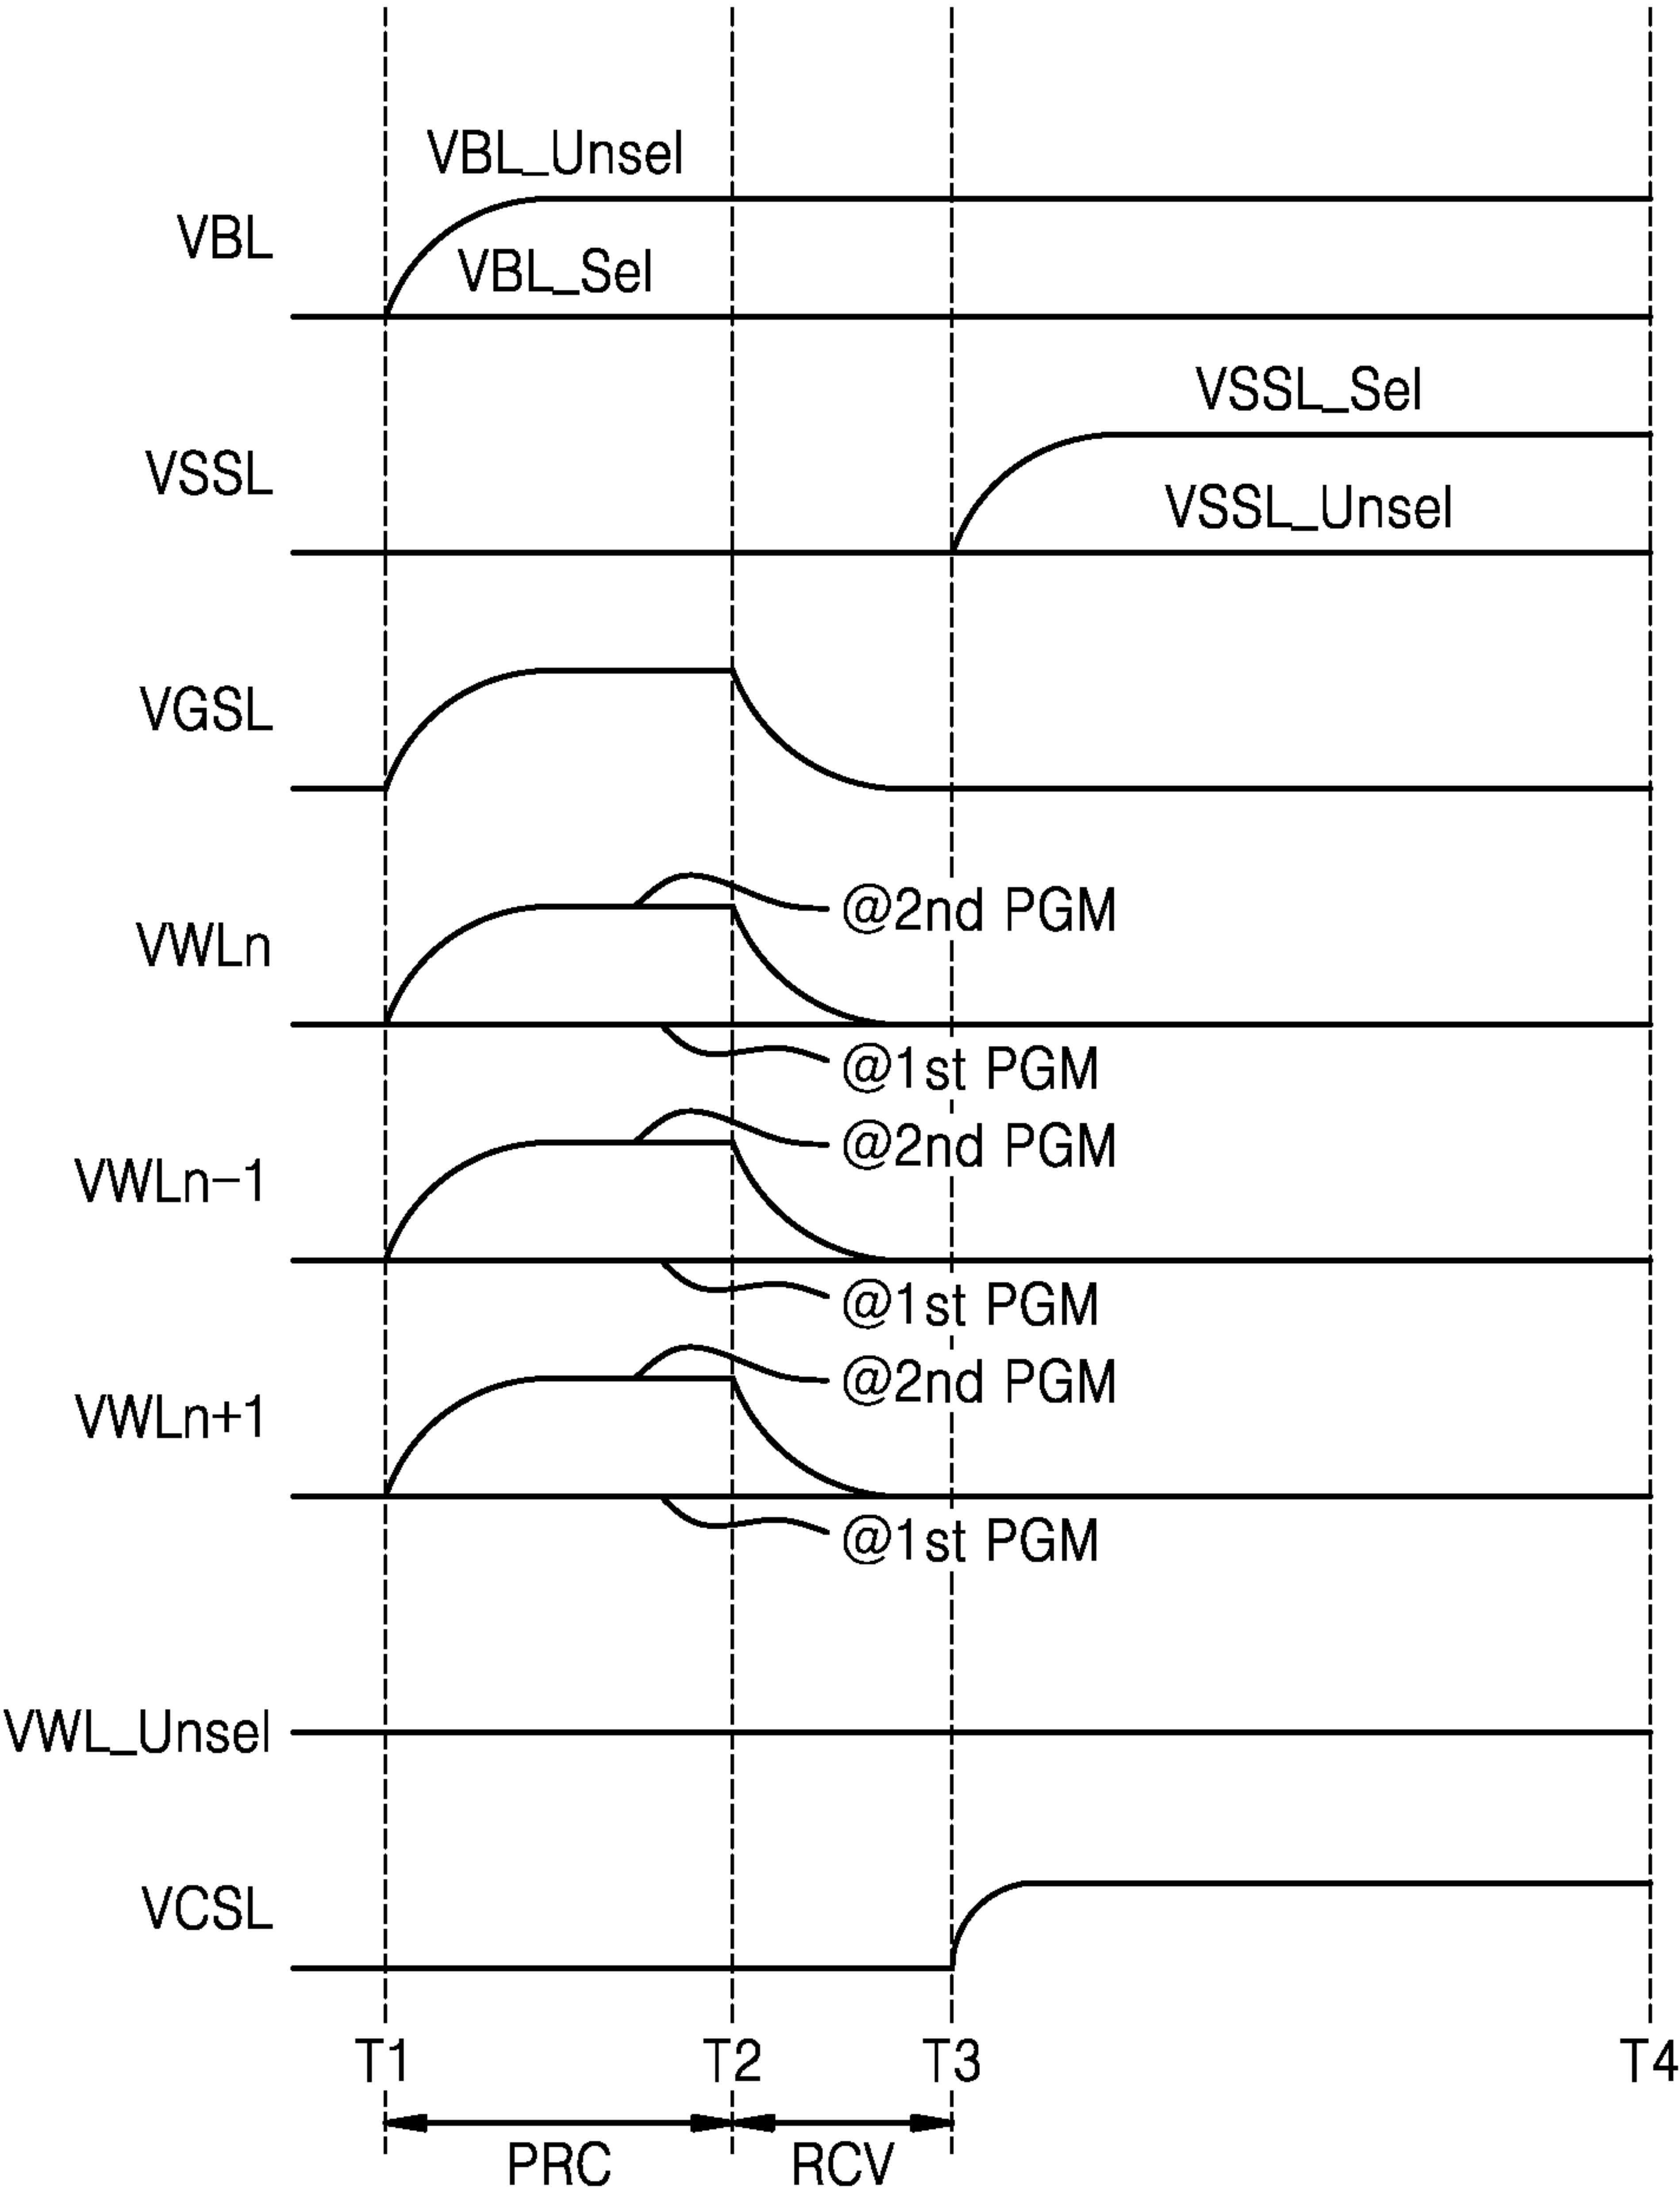 VBL_Unsel
VBL
VBL_Sel
VSSL_Sel
VSSL
VSSL_Unsel
VGSL
@2nd PGM
VWLn
@1st PGM
@2nd PGM
VWLn-1
@1st PGM
@2nd PGM
VWLn+1
@1st PGM
VWL_Unsel
VCSL
T1 T2 T3 T4
PRC RCV